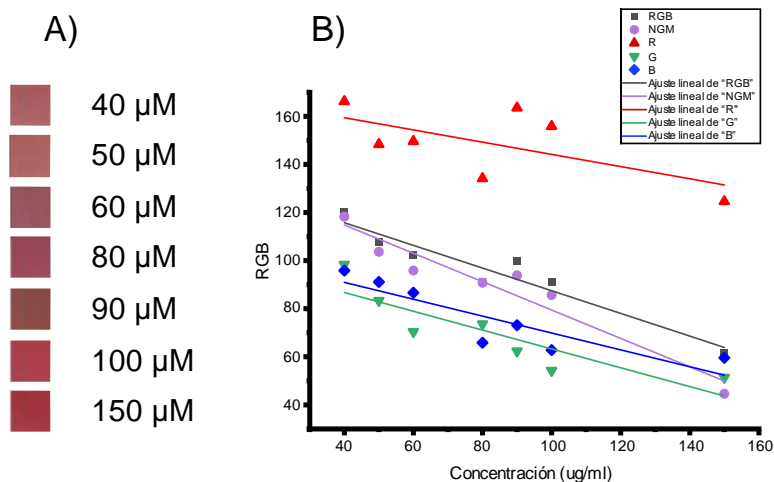 A)
40 µM
50 µM
60 µM
80 µM
90 µM
100 µM
150 µM
B)
RGB
NGM
R
G
B
Ajuste lineal de “RGB”
Ajuste lineal de “NGM”
Ajuste lineal de “R”
Ajuste lineal de “G”
Ajuste lineal de “B”
RGB
160
140
120
100
80
60
40
40 60 80 100 120 140 160
Concentración (ug/ml)